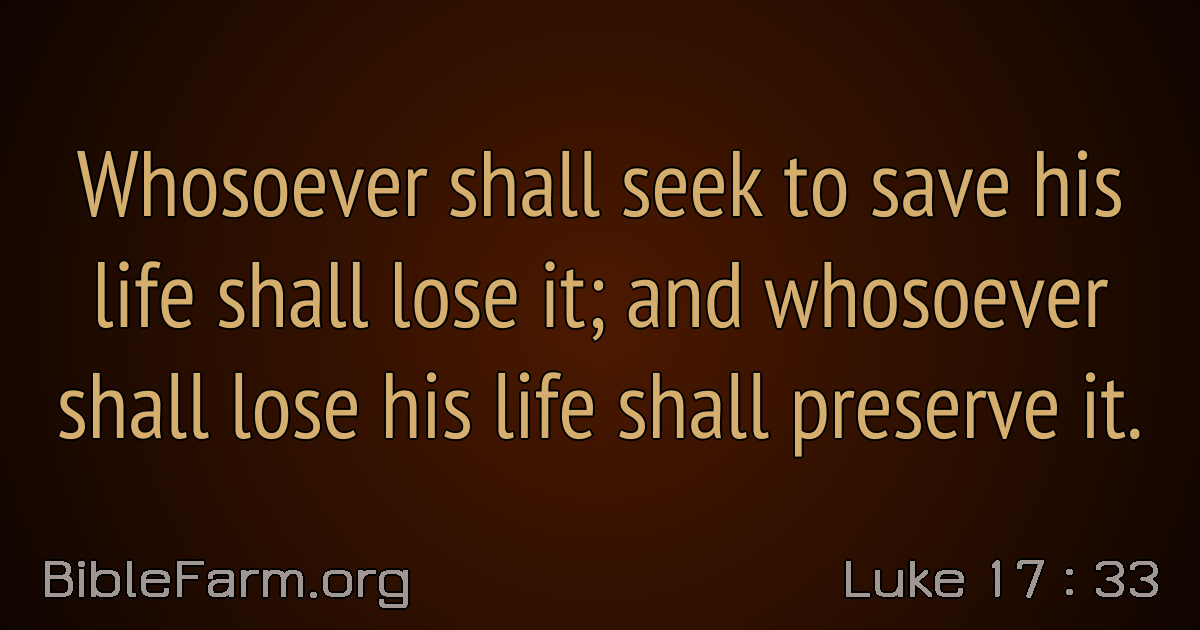 Whosoever shall seek to save his
life shall lose it; and whosoever
shall lose his life shall preserve it.
BibleFarm.org
Luke 17 : 33